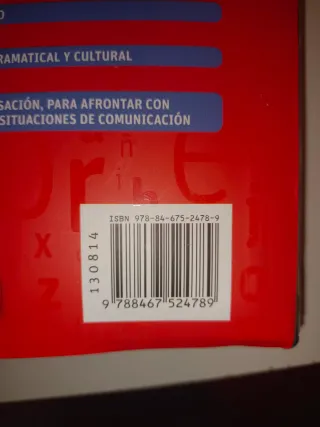 O
RAMATICAL Y CULTURAL
SACIÓN, PARA AFRONTAR CON
SITUACIONES DE COMUNICACIÓN
ISBN 978-84-675-2478-9
130814
9 788467 524789